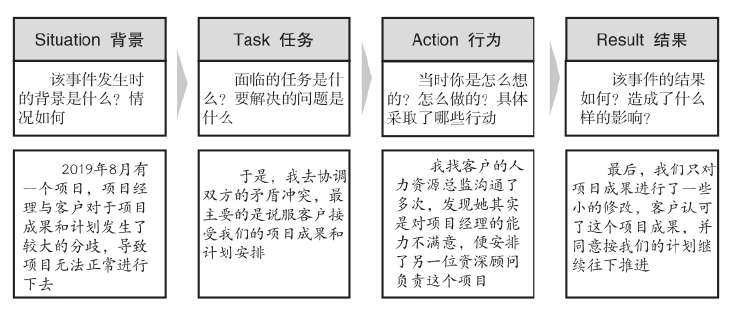 Situation 背景
该事件发生时
的背景是什么？情
况如何
2019年8月有
一个项目，项目经
理与客户对于项目
成果和计划发生了
较大的分歧，导致
项目无法正常进行
下去
Task 任务
面临的任务是什
么？要解决的问题是
什么
于是，我去协调
双方的矛盾冲突，最
主要的是说服客户接
受我们的项目成果和
计划安排
Action 行为
当时你是怎么想
的？怎么做的？具体
采取了哪些行动
我找客户的人
力资源总监沟通了
多次，发现她其实
是对项目经理的能
力不满意，便安排
了另一位资深顾问
负责这个项目
Result 结果
该事件的结果
如何？造成了什么
样的影响？
最后，我们只对
项目成果进行了一些
小的修改，客户认可
了这个项目成果，并
同意按我们的计划继
续往下推进